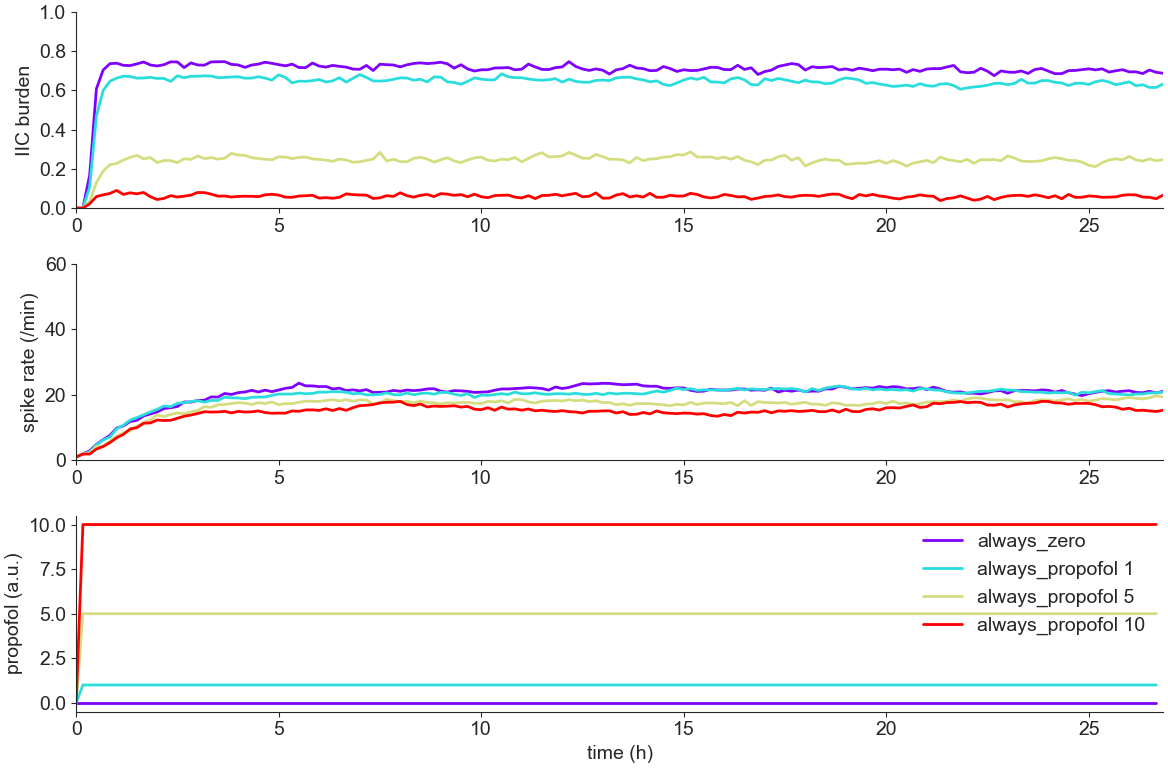 1.0
0.8
0.6
0.4
0.2
0.0
IIC burden
0 5 10 15 20 25
60
40
20
0
spike rate (/min)
0 5 10 15 20 25
10.0
7.5
5.0
2.5
0.0
propofol (a.u.)
always_zero
always_propofol 1
always_propofol 5
always_propofol 10
0 5 10 15 20 25
time (h)